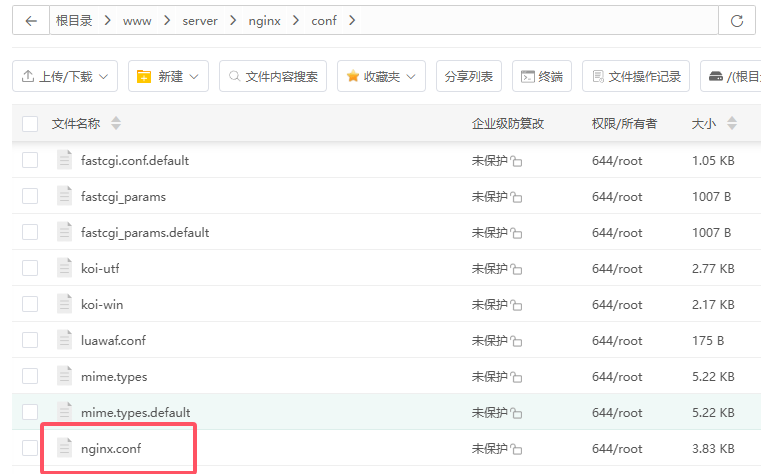 根目录 > www > server > nginx > conf >
上传/下载 新建 文件内容搜索 收藏夹 分享列表 终端 文件操作记录 /(根目
文件名称 企业级防篡改 权限/所有者 大小
fastcgi.conf.default 未保护 644/root 1.05 KB
fastcgi_params 未保护 644/root 1007 B
fastcgi_params.default 未保护 644/root 1007 B
koi-utf 未保护 644/root 2.77 KB
koi-win 未保护 644/root 2.17 KB
luawaf.conf 未保护 644/root 175 B
mime.types 未保护 644/root 5.22 KB
mime.types.default 未保护 644/root 5.22 KB
nginx.conf 未保护 644/root 3.83 KB